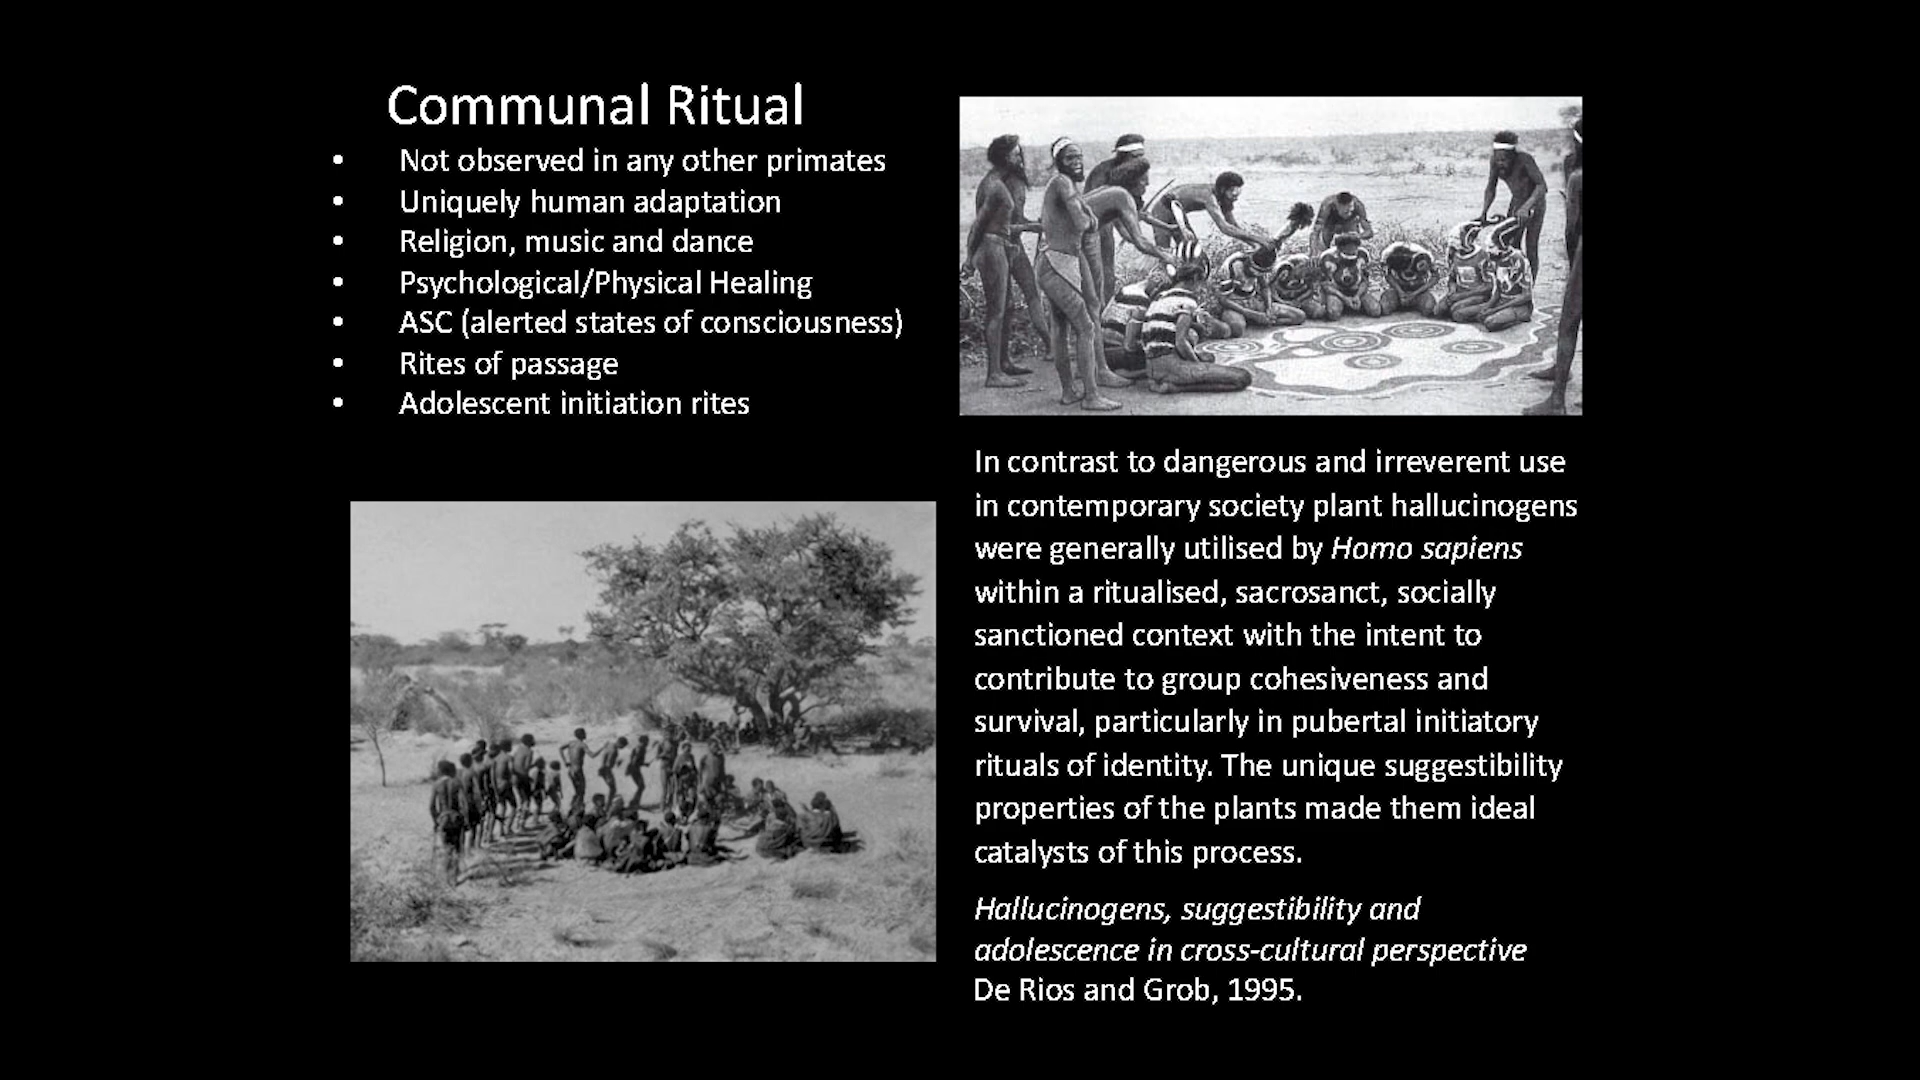 Communal Ritual
• Not observed in any other primates
• Uniquely human adaptation
• Religion, music and dance
• Psychological/Physical Healing
• ASC (alerted states of consciousness)
• Rites of passage
• Adolescent initiation rites
In contrast to dangerous and irreverent use
in contemporary society plant hallucinogens
were generally utilised by Homo sapiens
within a ritualised, sacrosanct, socially
sanctioned context with the intent to
contribute to group cohesiveness and
survival, particularly in pubertal initiatory
rituals of identity. The unique suggestibility
properties of the plants made them ideal
catalysts of this process.
Hallucinogens, suggestibility and
adolescence in cross-cultural perspective
De Rios and Grob, 1995.